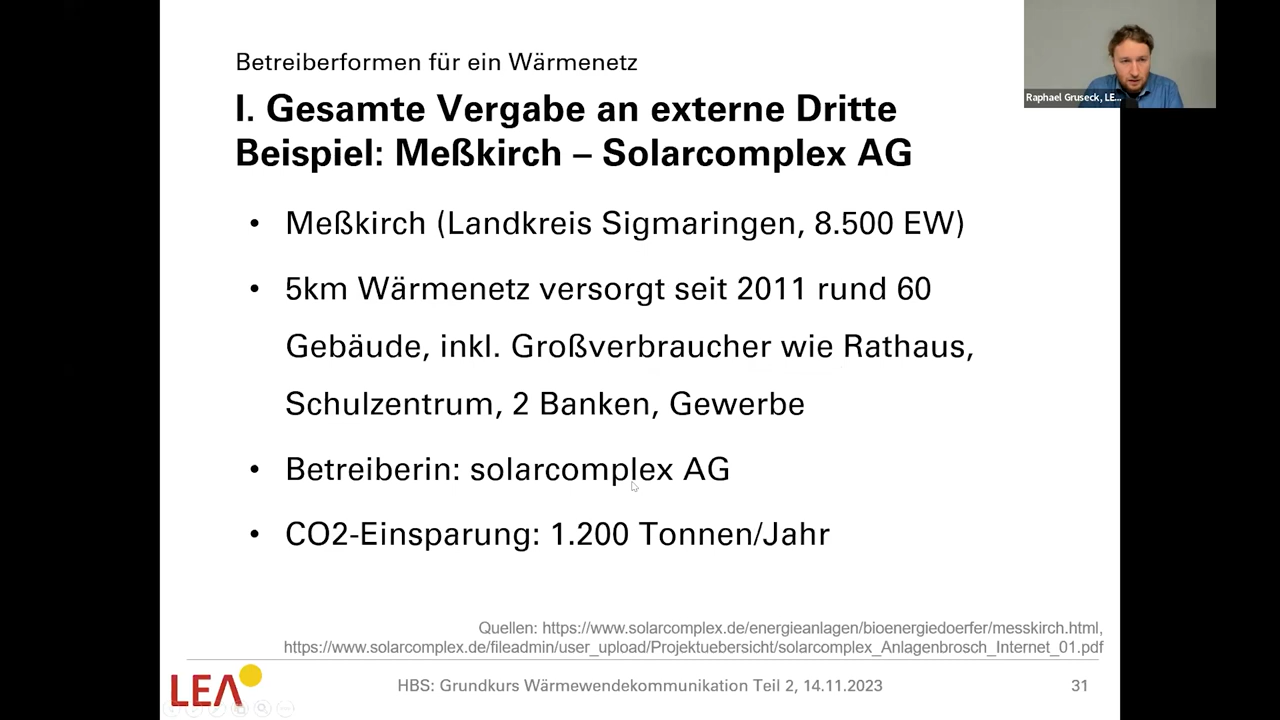 Betreiberformen für ein Wärmenetz
I. Gesamte Vergabe an externe Dritte
Beispiel: Meßkirch – Solarcomplex AG
• Meßkirch (Landkreis Sigmaringen, 8.500 EW)
• 5km Wärmenetz versorgt seit 2011 rund 60
Gebäude, inkl. Großverbraucher wie Rathaus,
Schulzentrum, 2 Banken, Gewerbe
• Betreiberin: solarcomplex AG
• CO2-Einsparung: 1.200 Tonnen/Jahr
Quellen: https://www.solarcomplex.de/energieanlagen/bioenergiedoerfer/messkirch.html,
https://www.solarcomplex.de/fileadmin/user_upload/Projektuebersicht/solarcomplex_Anlagenbrosch_Internet_01.pdf
LEA
HBS: Grundkurs Wärmewendekommunikation Teil 2, 14.11.2023
31
Raphael Gruseck, LE...